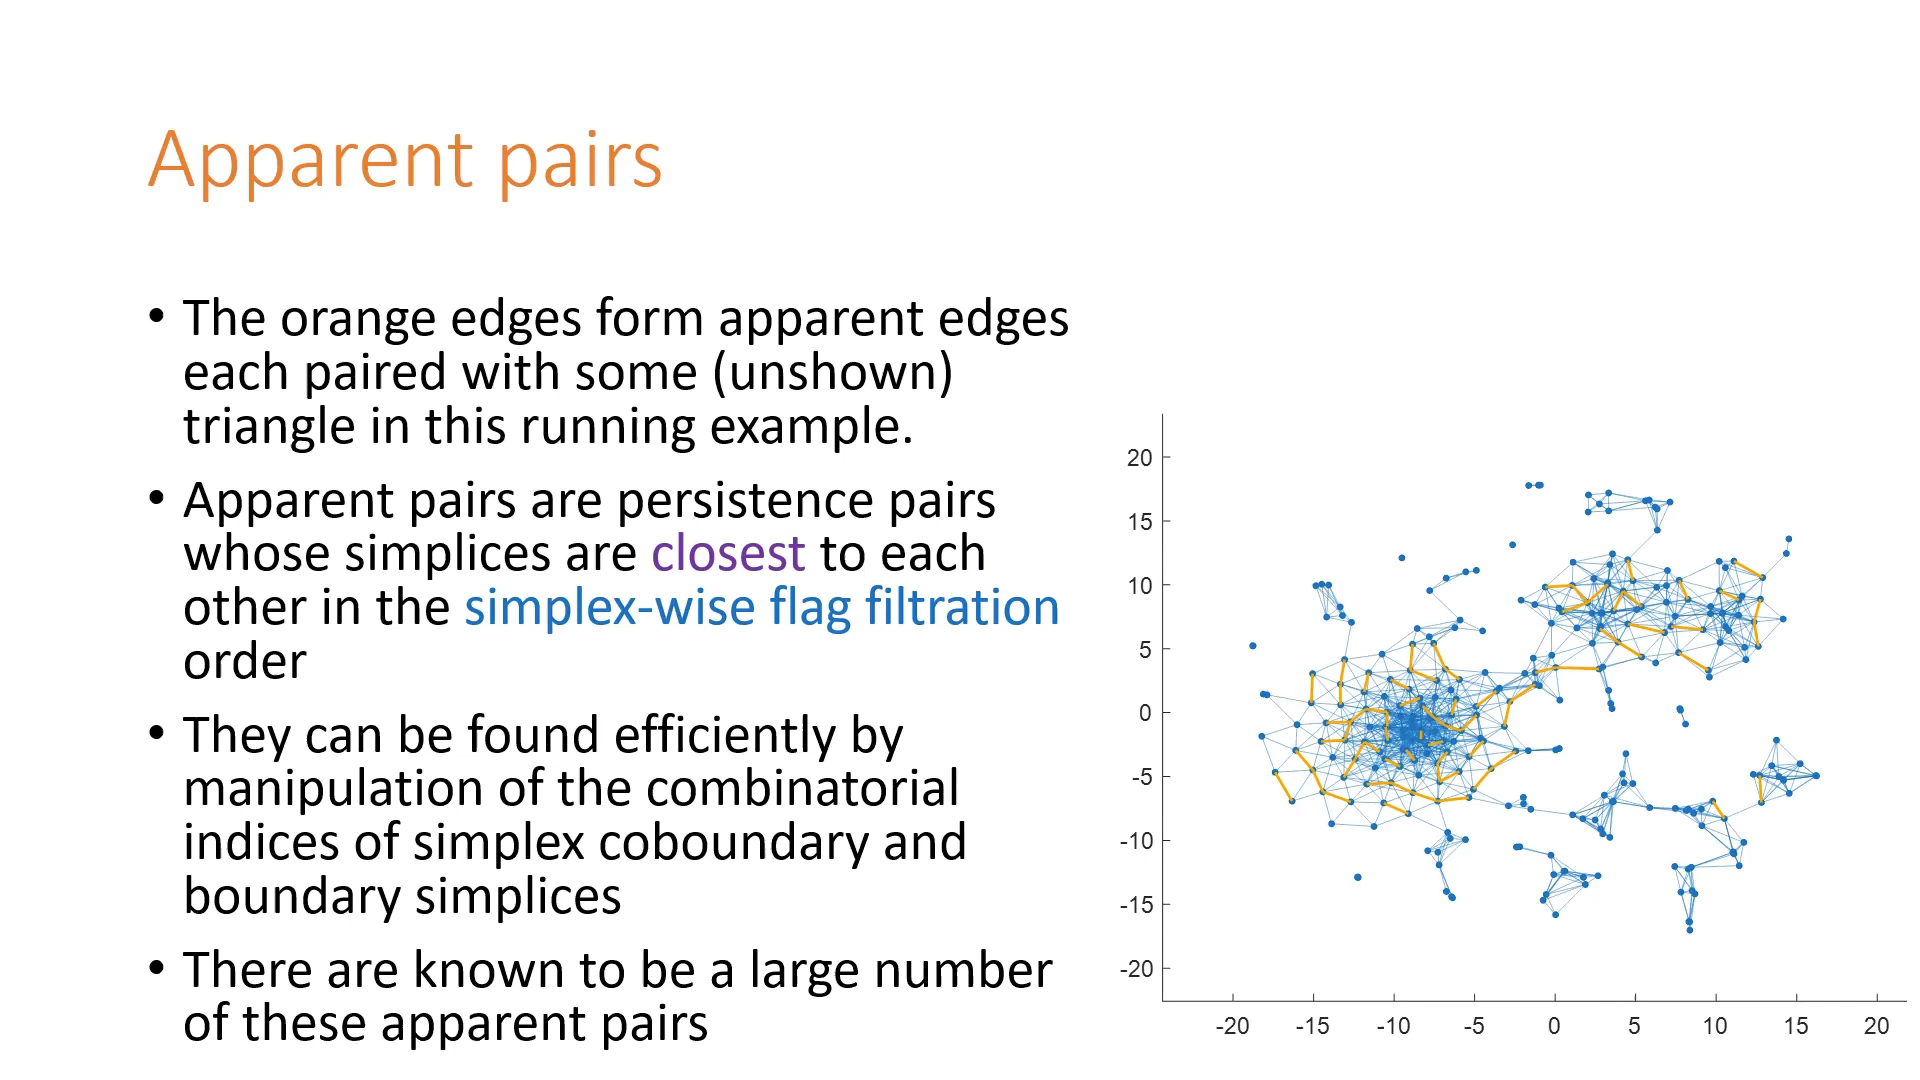 Apparent pairs
• The orange edges form apparent edges
each paired with some (unshown)
triangle in this running example.
• Apparent pairs are persistence pairs
whose simplices are closest to each
other in the simplex-wise flag filtration
order
• They can be found efficiently by
manipulation of the combinatorial
indices of simplex coboundary and
boundary simplices
• There are known to be a large number
of these apparent pairs
20
15
10
5
0
-5
-10
-15
-20
-20 -15 -10 -5 0 5 10 15 20